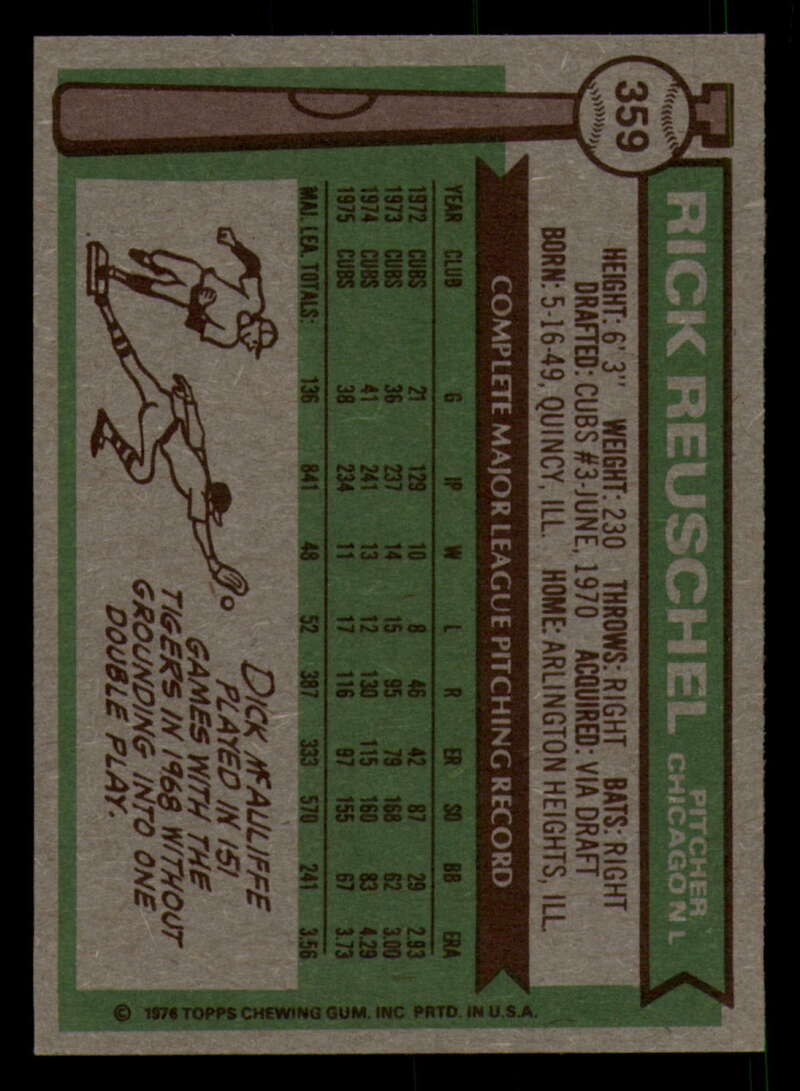 359
RICK REUSCHEL
PITCHER
CHICAGO N L
HEIGHT: 6' 3" WEIGHT: 230 THROWS: RIGHT BATS: RIGHT
DRAFTED: CUBS #3-JUNE, 1970 ACQUIRED: VIA DRAFT
BORN: 5-16-49, QUINCY, ILL. HOME: ARLINGTON HEIGHTS, ILL.
COMPLETE MAJOR LEAGUE PITCHING RECORD
YEAR CLUB G IP W L R ER SO BB ERA
1972 CUBS 21 129 10 8 46 42 87 29 2.93
1973 CUBS 36 237 14 15 95 79 168 62 3.00
1974 CUBS 41 241 13 12 130 115 160 83 4.29
1975 CUBS 38 234 11 17 116 97 155 67 3.73
MAJ. LEA. TOTALS: 136 841 48 52 387 333 570 241 3.56
DICK McAULIFFE
PLAYED IN 151
GAMES WITH THE
TIGERS IN 1968 WITHOUT
GROUNDING INTO ONE
DOUBLE PLAY.
© 1976 TOPPS CHEWING GUM, INC PRTD. IN U.S.A.